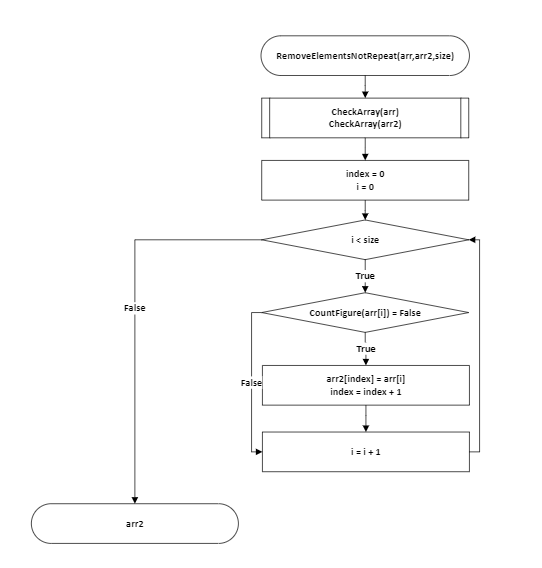 RemoveElementsNotRepeat(arr,arr2,size)
CheckArray(arr)
CheckArray(arr2)
index = 0
i = 0
i < size
True
False
CountFigure(arr[i]) = False
True
False
arr2[index] = arr[i]
index = index + 1
i = i + 1
arr2